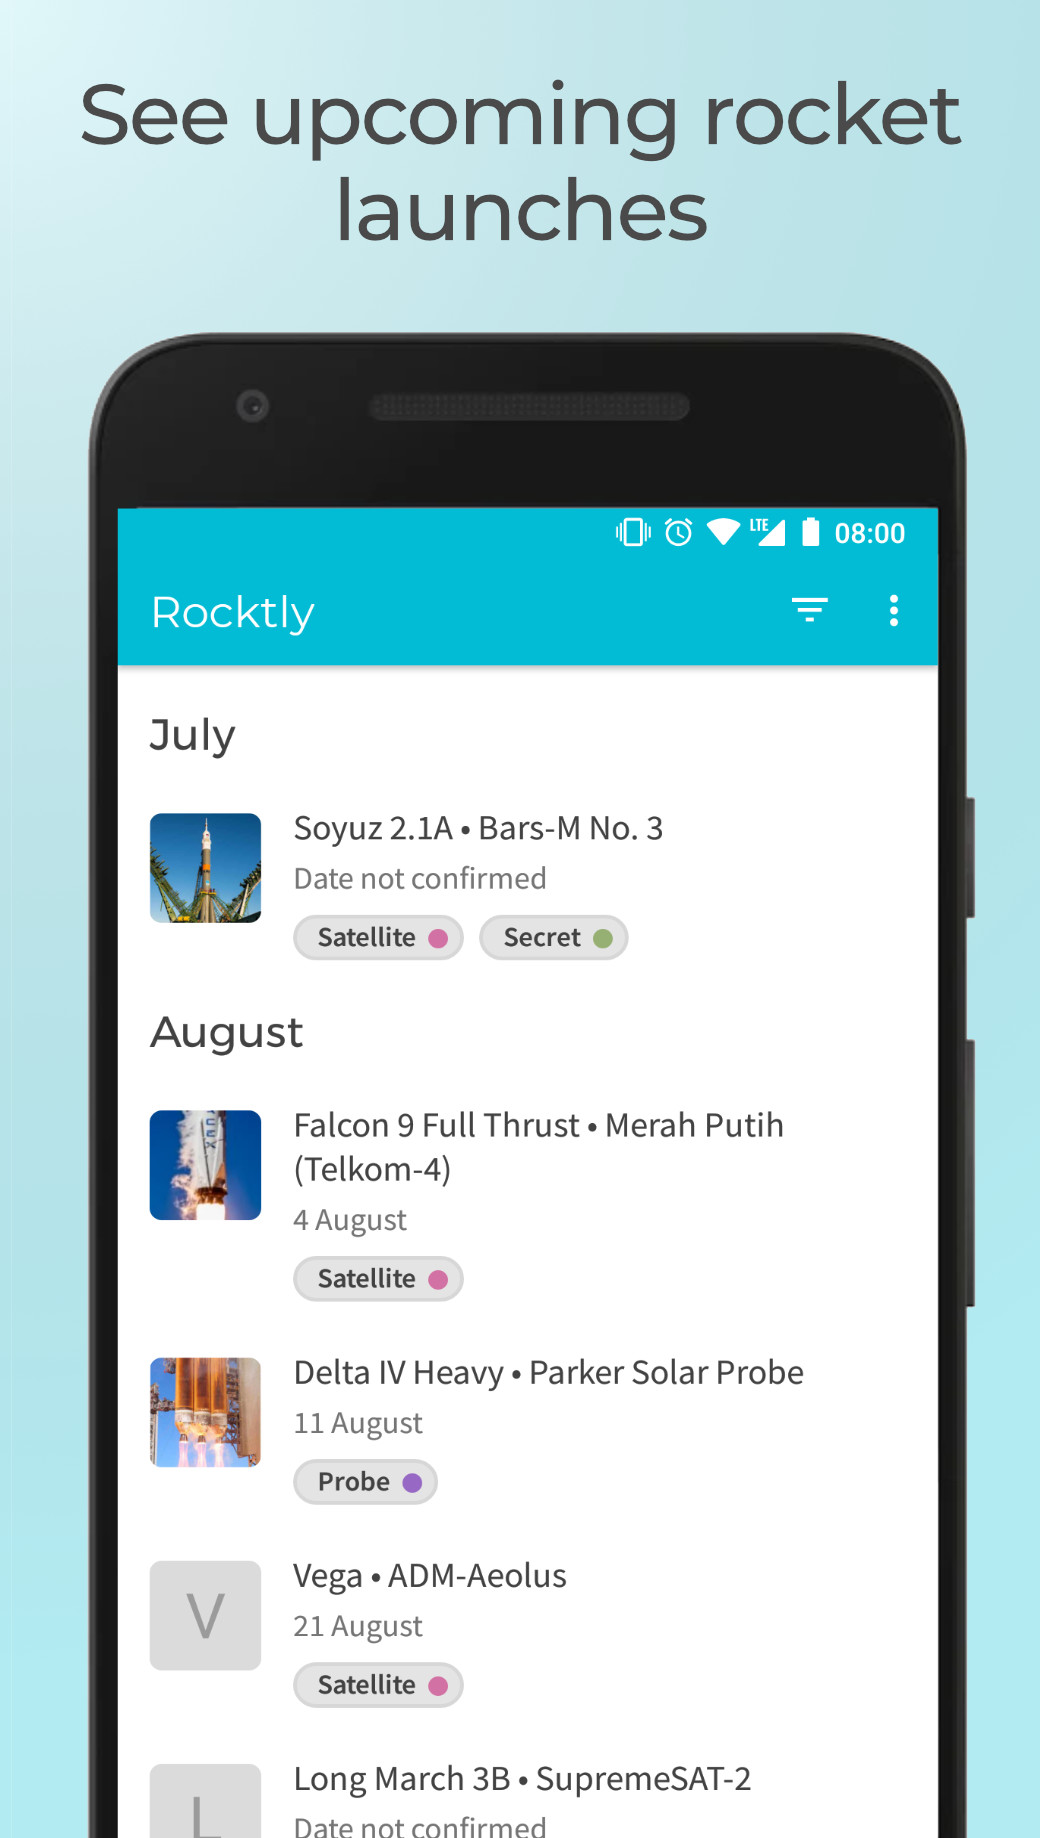 See upcoming rocket
launches
LTE
08:00
Rocktly
July
Soyuz 2.1A • Bars-M No. 3
Date not confirmed
Satellite
Secret
August
Falcon 9 Full Thrust • Merah Putih
(Telkom-4)
4 August
Satellite
Delta IV Heavy • Parker Solar Probe
11 August
Probe
V
Vega • ADM-Aeolus
21 August
Satellite
L
Long March 3B • SupremeSAT-2
Date not confirmed